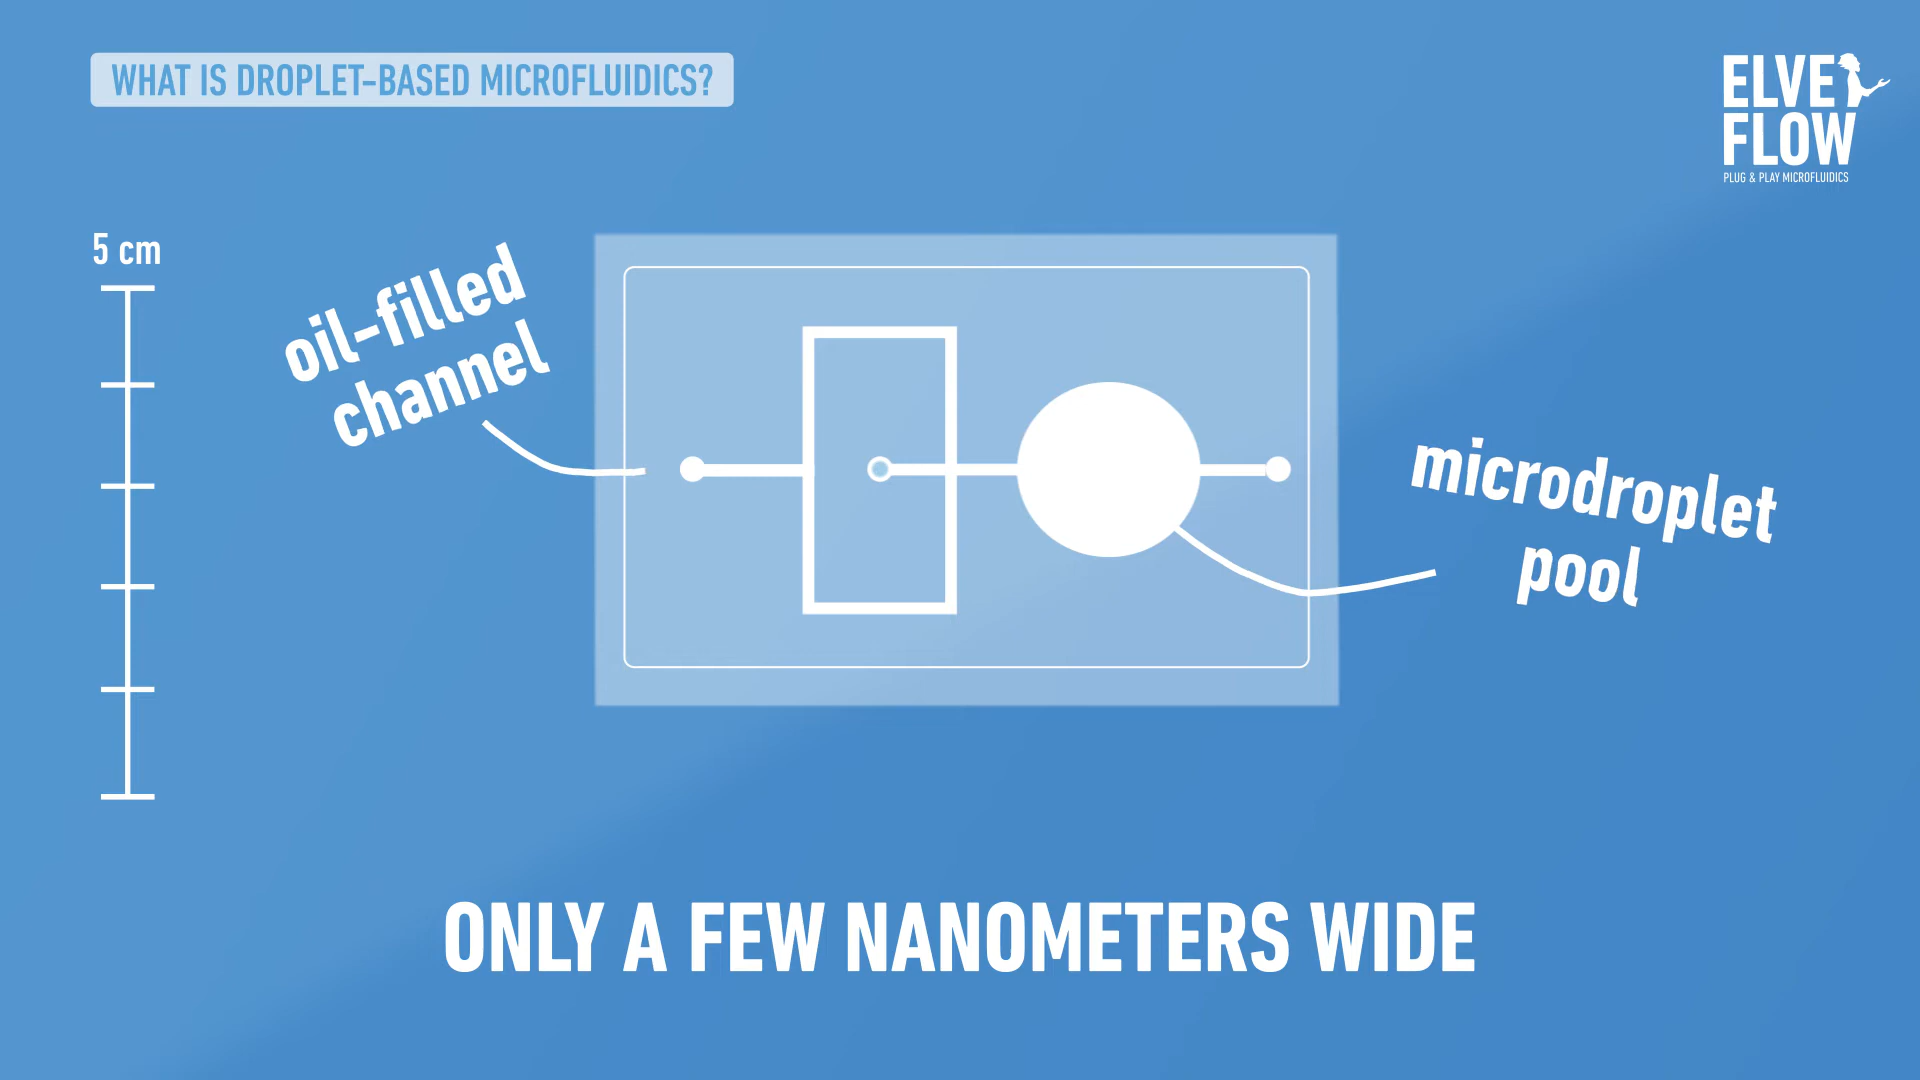 WHAT IS DROPLET-BASED MICROFLUIDICS?
ELVE
FLOW
PLUG & PLAY MICROFLUIDICS
5 cm
oil-filled
channel
microdroplet
pool
ONLY A FEW NANOMETERS WIDE